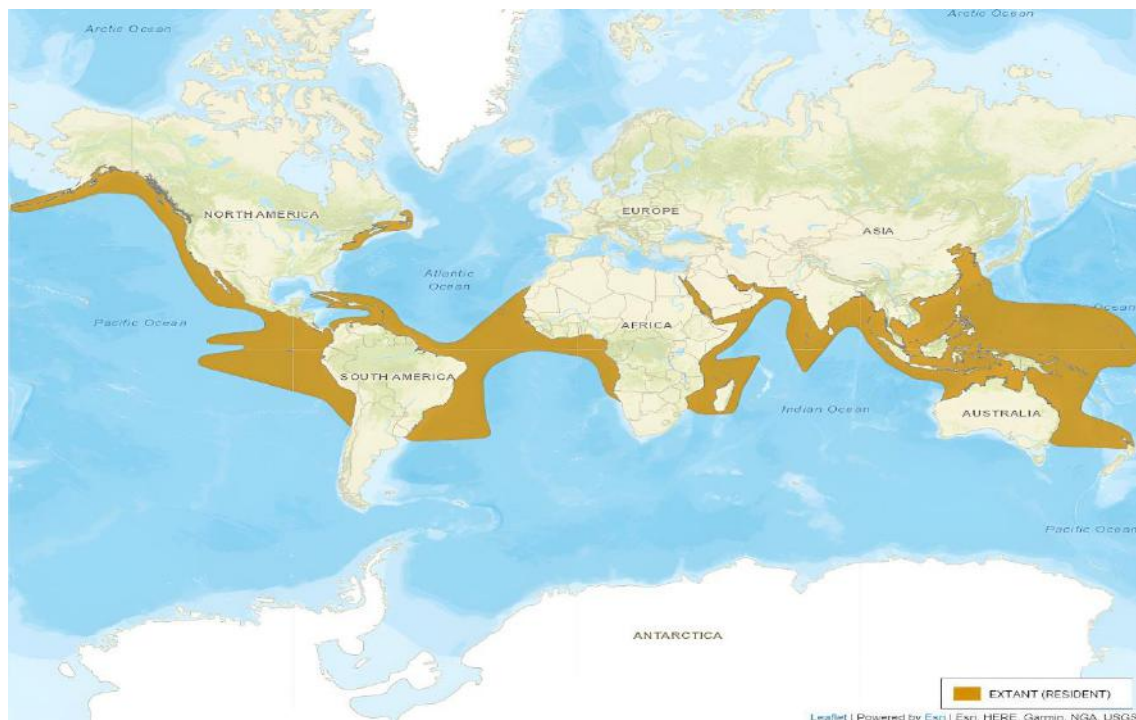 Arctic Ocean
Arctic Ocean
NORTH AMERICA
EUROPE
ASIA
Atlantic
Ocean
Pacific Ocean
Ocean
AFRICA
SOUTH AMERICA
Indian Ocean
AUSTRALIA
Pacific Ocean
ANTARCTICA
EXTANT (RESIDENT)
Leaflet | Powered by Esri | Esri, HERE, Garmin, NGA, USGS